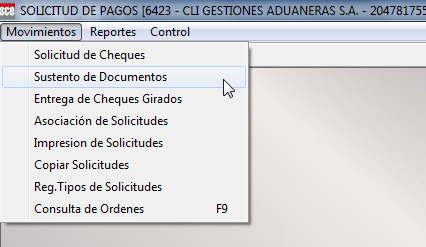 SGE SOLICITUD DE PAGOS [6423 - CLI GESTIONES ADUANERAS S.A. - 204781755
Movimientos Reportes Control
Solicitud de Cheques
Sustento de Documentos
Entrega de Cheques Girados
Asociación de Solicitudes
Impresion de Solicitudes
Copiar Solicitudes
Reg.Tipos de Solicitudes
Consulta de Ordenes F9